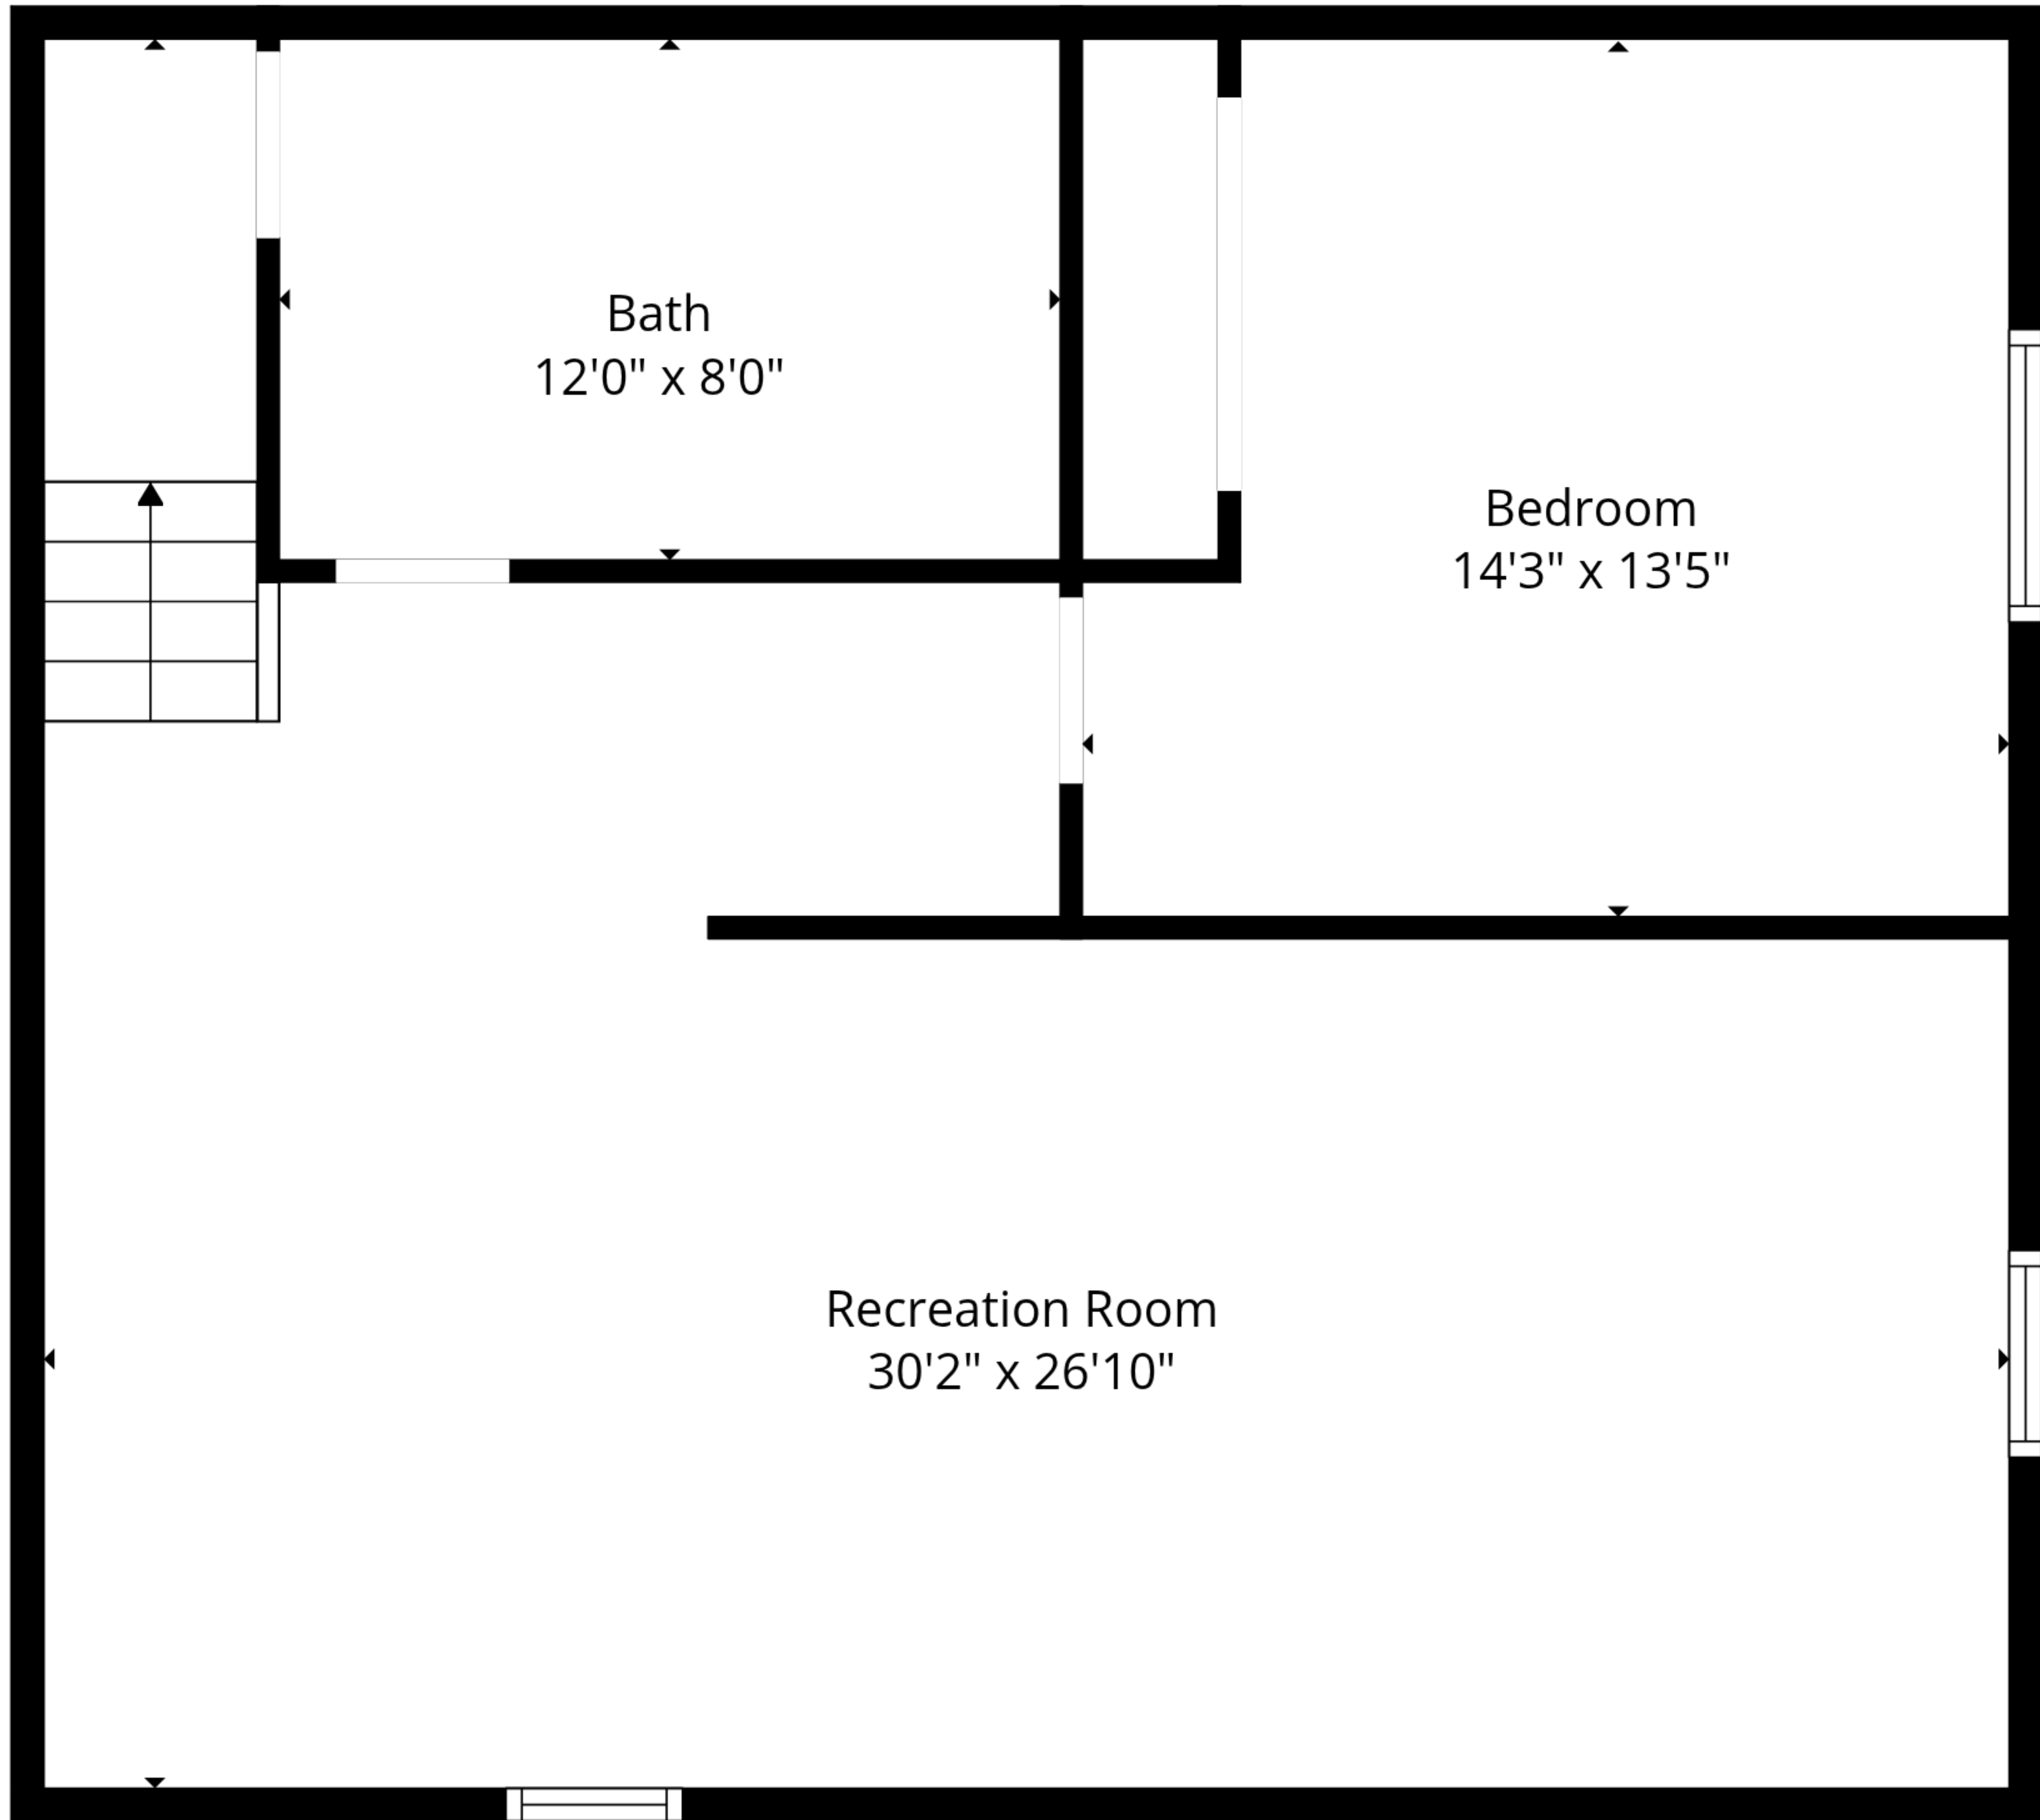 Bath
12'0" x 8'0"
Bedroom
14'3" x 13'5"
Recreation Room
30'2" x 26'10"